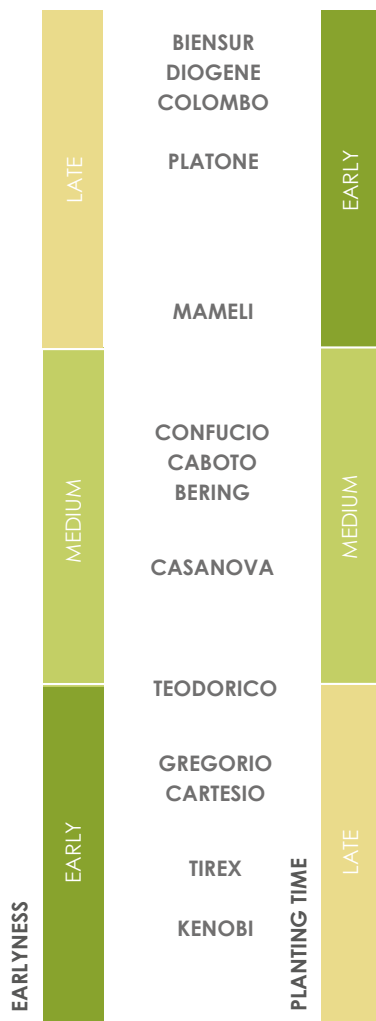 BIENSUR
DIOGENE
COLOMBO
PLATONE
LATE
EARLY
MAMELI
CONFUCIO
CABOTO
BERING
MEDIUM
MEDIUM
CASANOVA
TEODORICO
GREGORIO
CARTESIO
EARLY
LATE
TIREX
KENOBI
EARLYNESS
PLANTING TIME